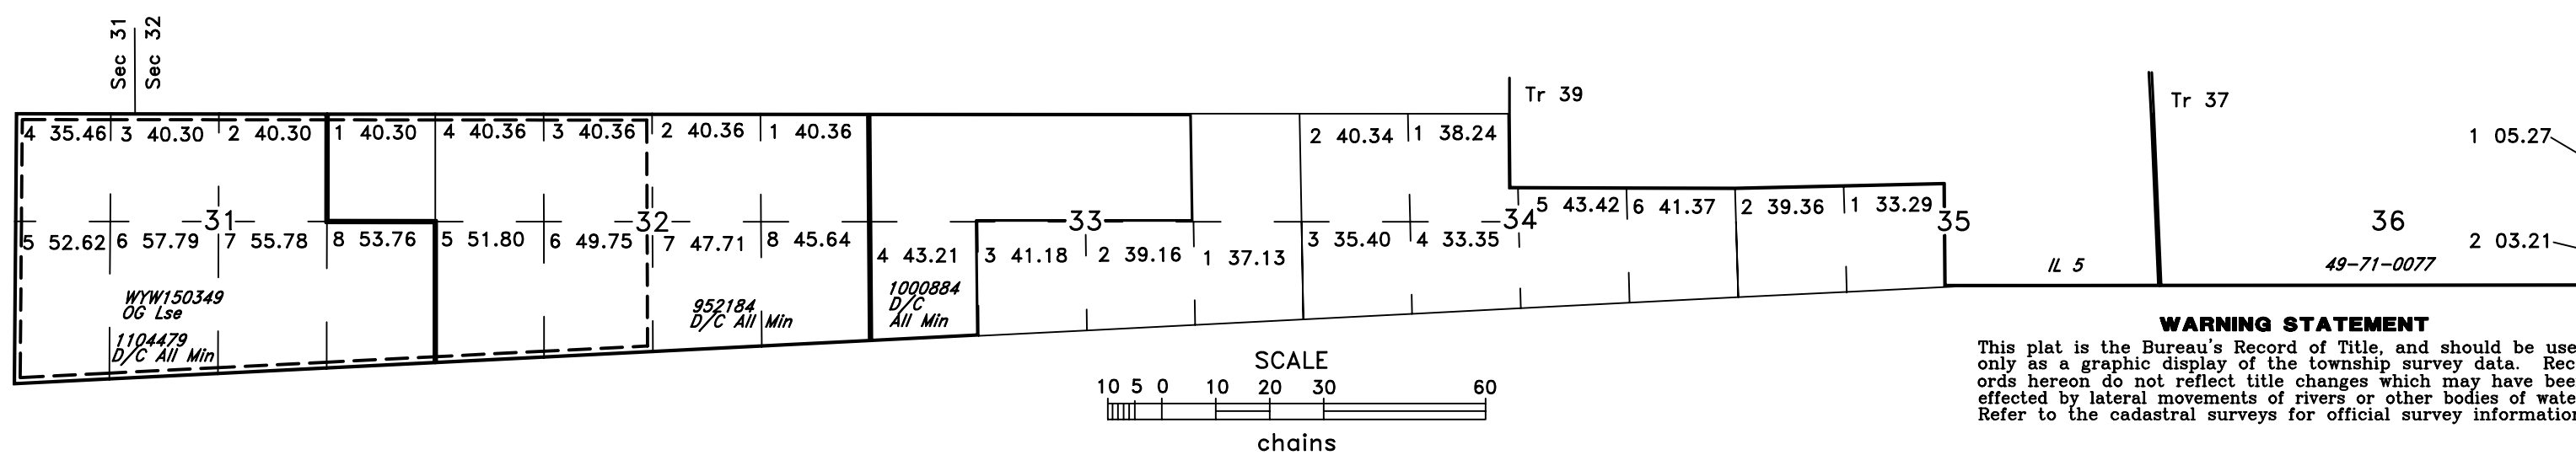 Sec 31
Sec 32
Tr 39
Tr 37
4 35.46 3 40.30 2 40.30 1 40.30 4 40.36 3 40.36 2 40.36 1 40.36 2 40.34 1 38.24
1 05.27
31 32 33 34 35 36
5 43.42 6 41.37 2 39.36 1 33.29
5 52.62 6 57.79 7 55.78 8 53.76 5 51.80 6 49.75 7 47.71 8 45.64 4 43.21 3 41.18 2 39.16 1 37.13 3 35.40 4 33.35
2 03.21
IL 5
49-71-0077
WYW150349
OG Lse
1104479
D/C All Min
952184
D/C All Min
1000884
D/C
All Min
SCALE
10 5 0 10 20 30 60
chains
WARNING STATEMENT
This plat is the Bureau's Record of Title, and should be use
only as a graphic display of the township survey data. Rec
ords hereon do not reflect title changes which may have bee
effected by lateral movements of rivers or other bodies of wate
Refer to the cadastral surveys for official survey information